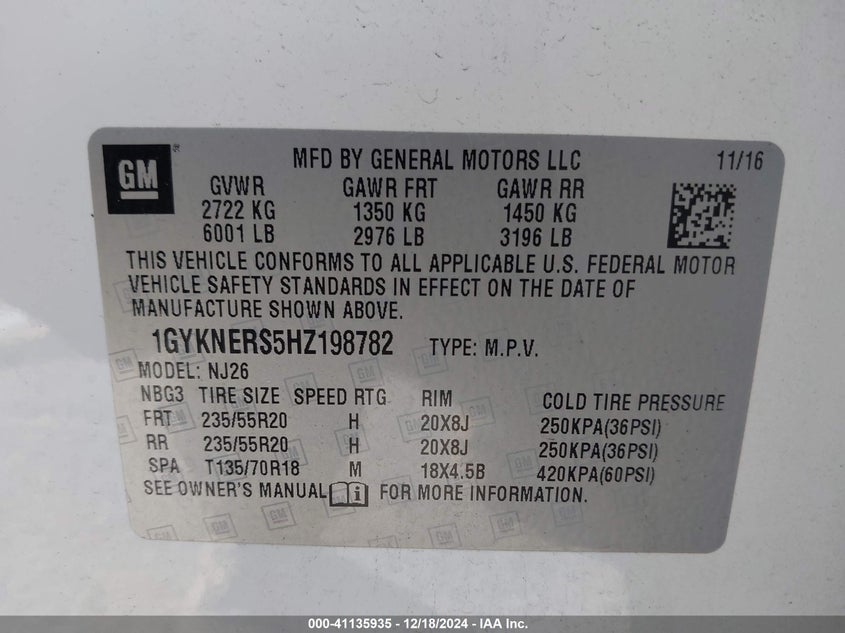 GM ® MFD BY GENERAL MOTORS LLC 11/16
GVWR GAWR FRT GAWR RR
2722 KG 1350 KG 1450 KG
6001 LB 2976 LB 3196 LB
THIS VEHICLE CONFORMS TO ALL APPLICABLE U.S. FEDERAL MOTOR
VEHICLE SAFETY STANDARDS IN EFFECT ON THE DATE OF
MANUFACTURE SHOWN ABOVE.
1GYKNERS5HZ198782 TYPE: M.P.V.
MODEL: NJ26
NBG3 TIRE SIZE SPEED RTG RIM COLD TIRE PRESSURE
FRT 235/55R20 H 20X8J 250KPA(36PSI)
RR 235/55R20 H 20X8J 250KPA(36PSI)
SPA T135/70R18 M 18X4.5B 420KPA(60PSI)
SEE OWNER'S MANUAL FOR MORE INFORMATION.
000-41135935 - 12/18/2024 - IAA Inc.